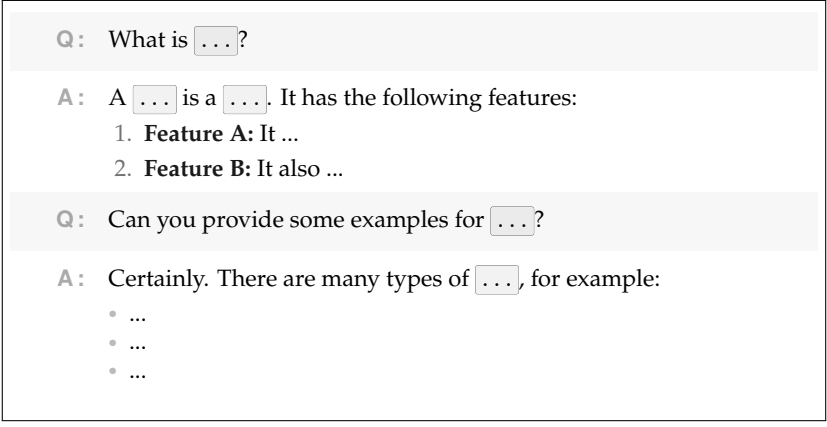 Q: What is ...?
A: A ... is a .... It has the following features:
1. Feature A: It ...
2. Feature B: It also ...
Q: Can you provide some examples for ...?
A: Certainly. There are many types of ..., for example:
• ...
• ...
• ...